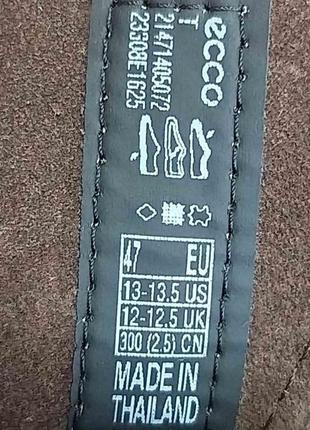 ecco
T
21471405072
23308E1625
47 EU
13-13.5 US
12-12.5 UK
300 (2.5) CN
MADE IN
THAILAND